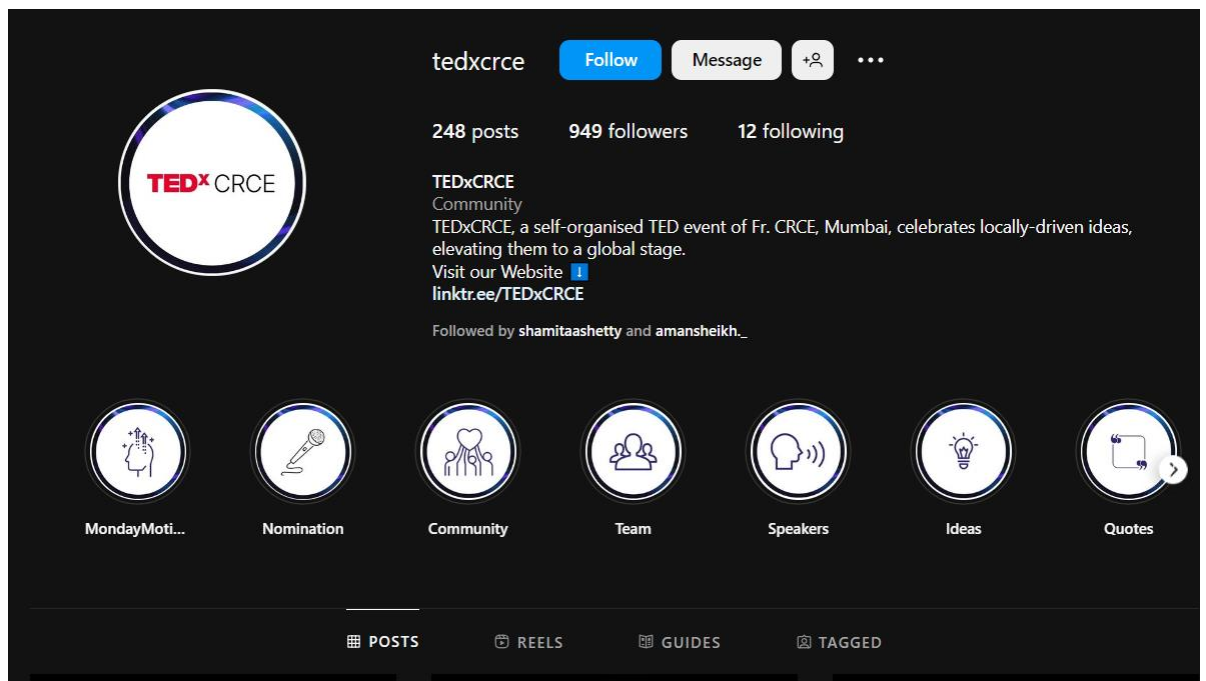 tedxcrce Follow Message
248 posts 949 followers 12 following
TEDxCRCE
TEDxCRCE
Community
TEDxCRCE, a self-organised TED event of Fr. CRCE, Mumbai, celebrates locally-driven ideas,
elevating them to a global stage.
Visit our Website ⬇
linktr.ee/TEDxCRCE
Followed by shamitaashetty and amansheikh._
MondayMoti... Nomination Community Team Speakers Ideas Quotes
POSTS REELS GUIDES TAGGED